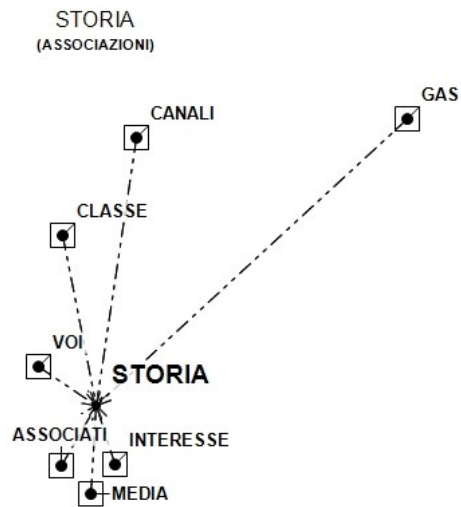 STORIA
(ASSOCIAZIONI)
GAS
CANALI
CLASSE
VOI
STORIA
ASSOCIATI
INTERESSE
MEDIA